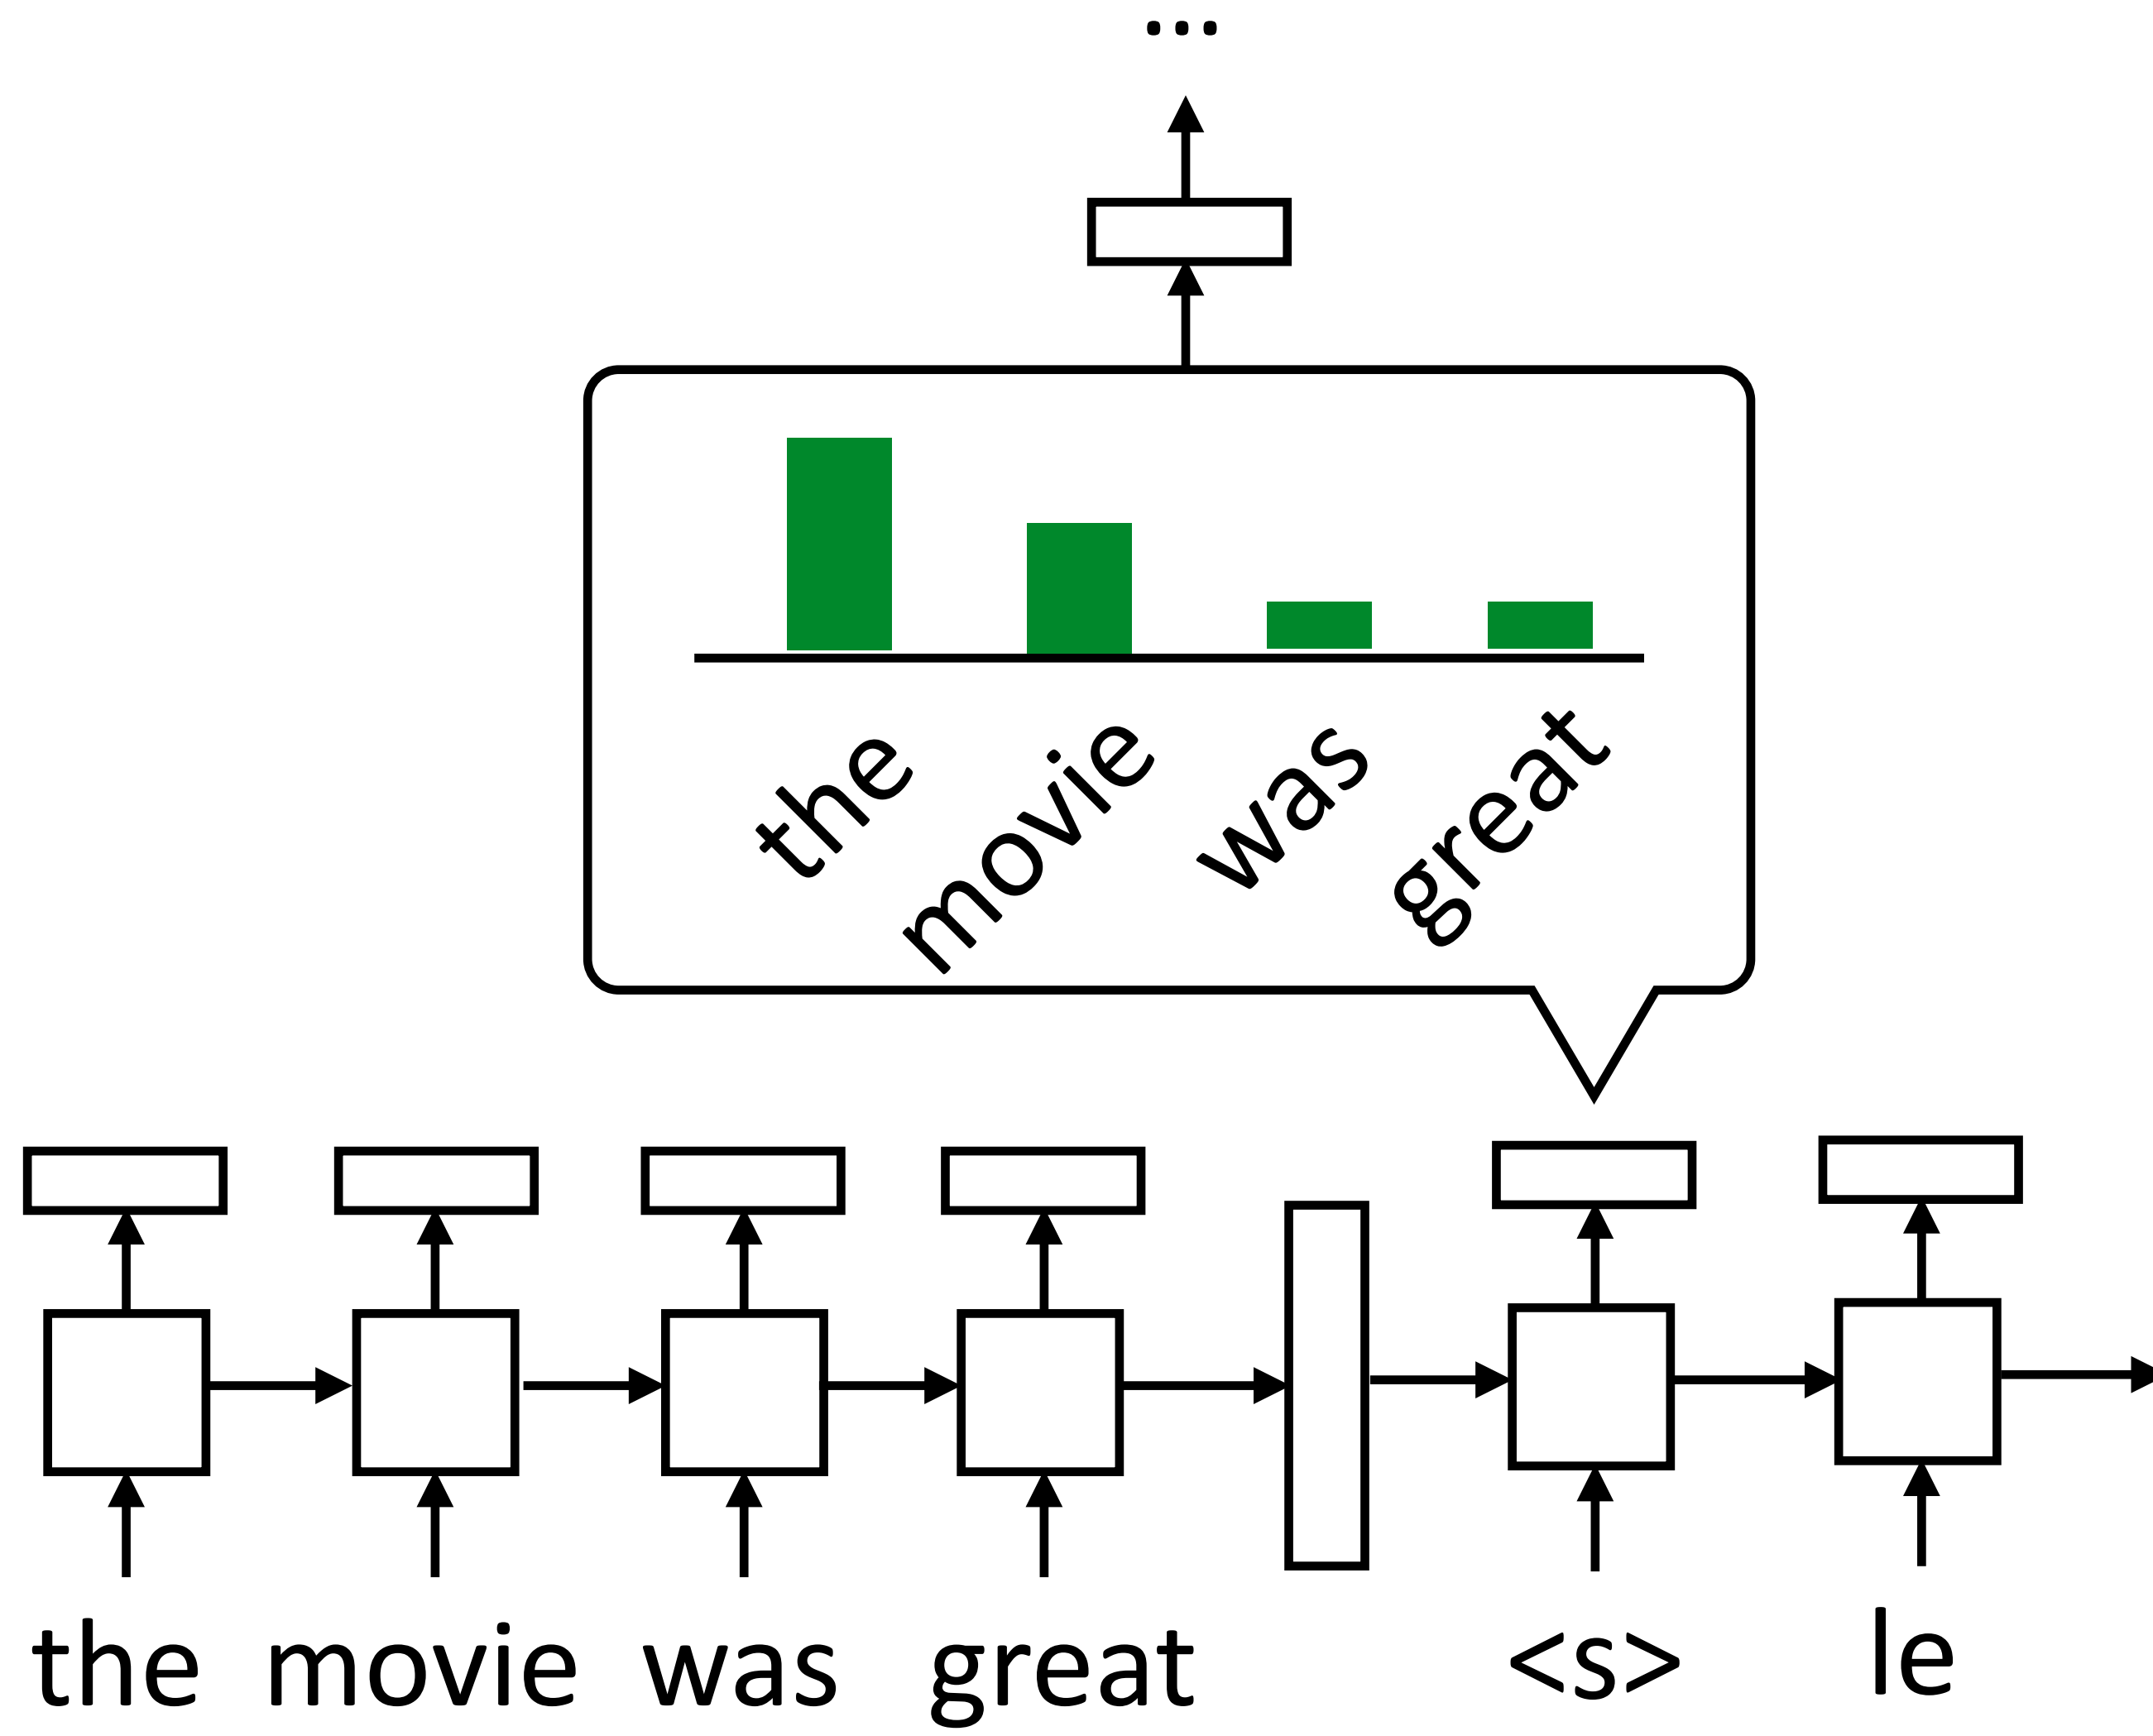 ...
the movie was great
the movie was great <s> le